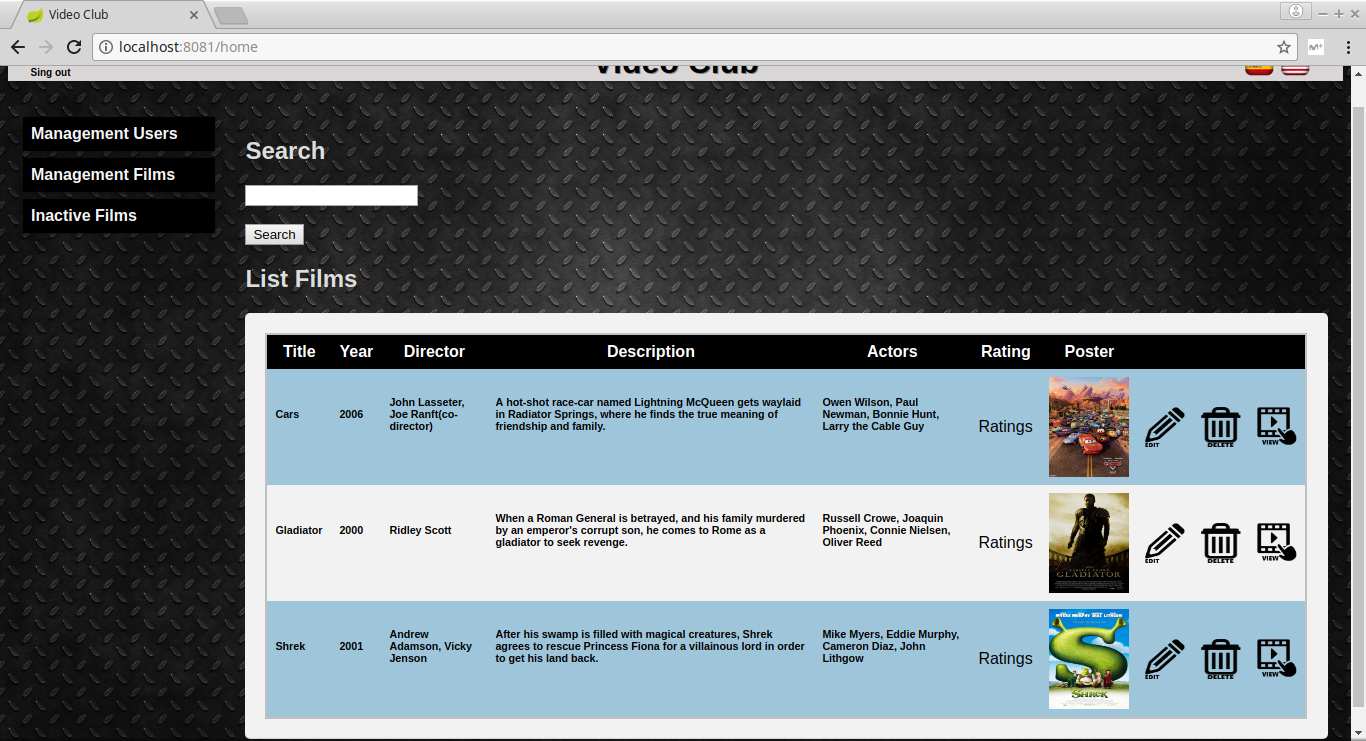 Video Club
localhost:8081/home
Sing out
Video Club
Management Users
Management Films
Inactive Films
Search
Search
List Films
Title Year Director Description Actors Rating Poster
Cars
2006
John Lasseter,
Joe Ranft(co-
director)
A hot-shot race-car named Lightning McQueen gets waylaid
in Radiator Springs, where he finds the true meaning of
friendship and family.
Owen Wilson, Paul
Newman, Bonnie Hunt,
Larry the Cable Guy
Ratings
EDIT
DELETE
VIEW
Gladiator
2000
Ridley Scott
When a Roman General is betrayed, and his family murdered
by an emperor's corrupt son, he comes to Rome as a
gladiator to seek revenge.
Russell Crowe, Joaquin
Phoenix, Connie Nielsen,
Oliver Reed
Ratings
GLADIATOR
EDIT
DELETE
VIEW
Shrek
2001
Andrew
Adamson, Vicky
Jenson
After his swamp is filled with magical creatures, Shrek
agrees to rescue Princess Fiona for a villainous lord in order
to get his land back.
Mike Myers, Eddie Murphy,
Cameron Diaz, John
Lithgow
Ratings
SHREK
EDIT
DELETE
VIEW